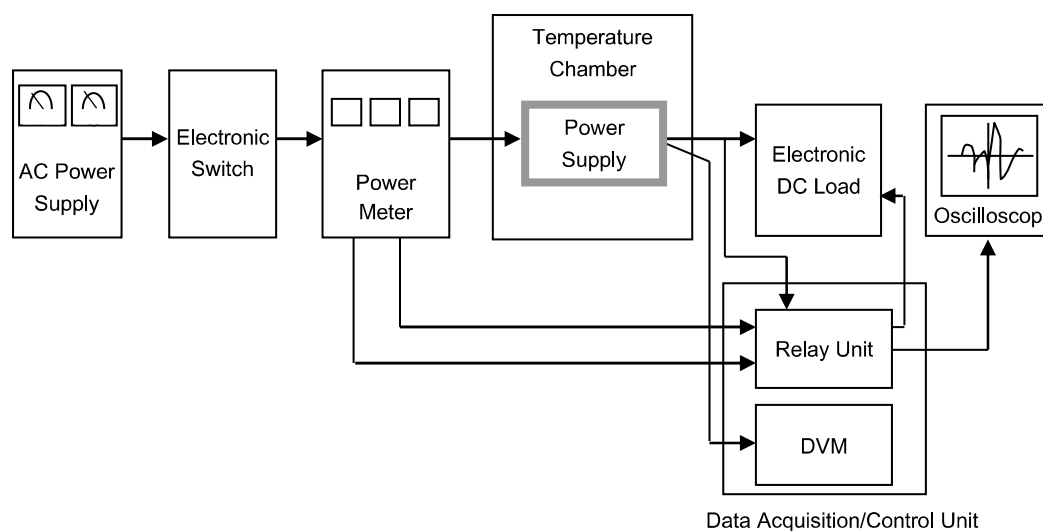 Temperature
Chamber
AC Power
Supply
Electronic
Switch
Power
Meter
Power
Supply
Electronic
DC Load
Oscilloscop
Relay Unit
DVM
Data Acquisition/Control Unit